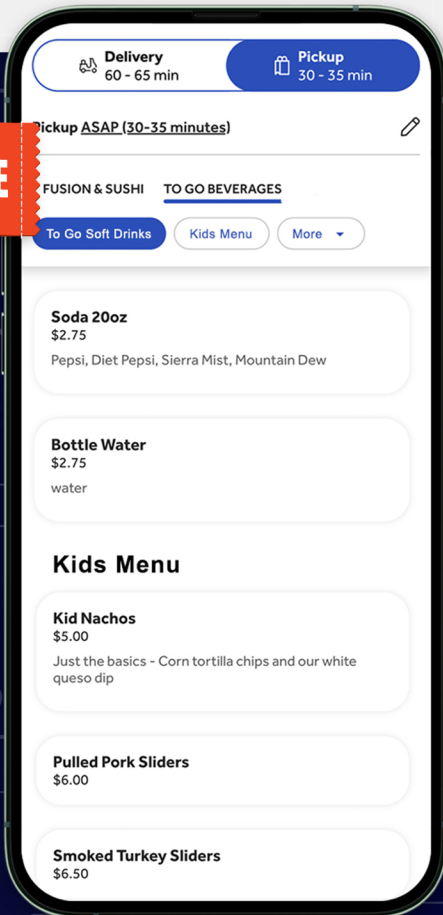 Delivery
60 - 65 min
Pickup
30 - 35 min
Pickup ASAP (30-35 minutes)
E
FUSION & SUSHI
TO GO BEVERAGES
To Go Soft Drinks
Kids Menu
More
Soda 20oz
$2.75
Pepsi, Diet Pepsi, Sierra Mist, Mountain Dew
Bottle Water
$2.75
water
Kids Menu
Kid Nachos
$5.00
Just the basics - Corn tortilla chips and our white
queso dip
Pulled Pork Sliders
$6.00
Smoked Turkey Sliders
$6.50